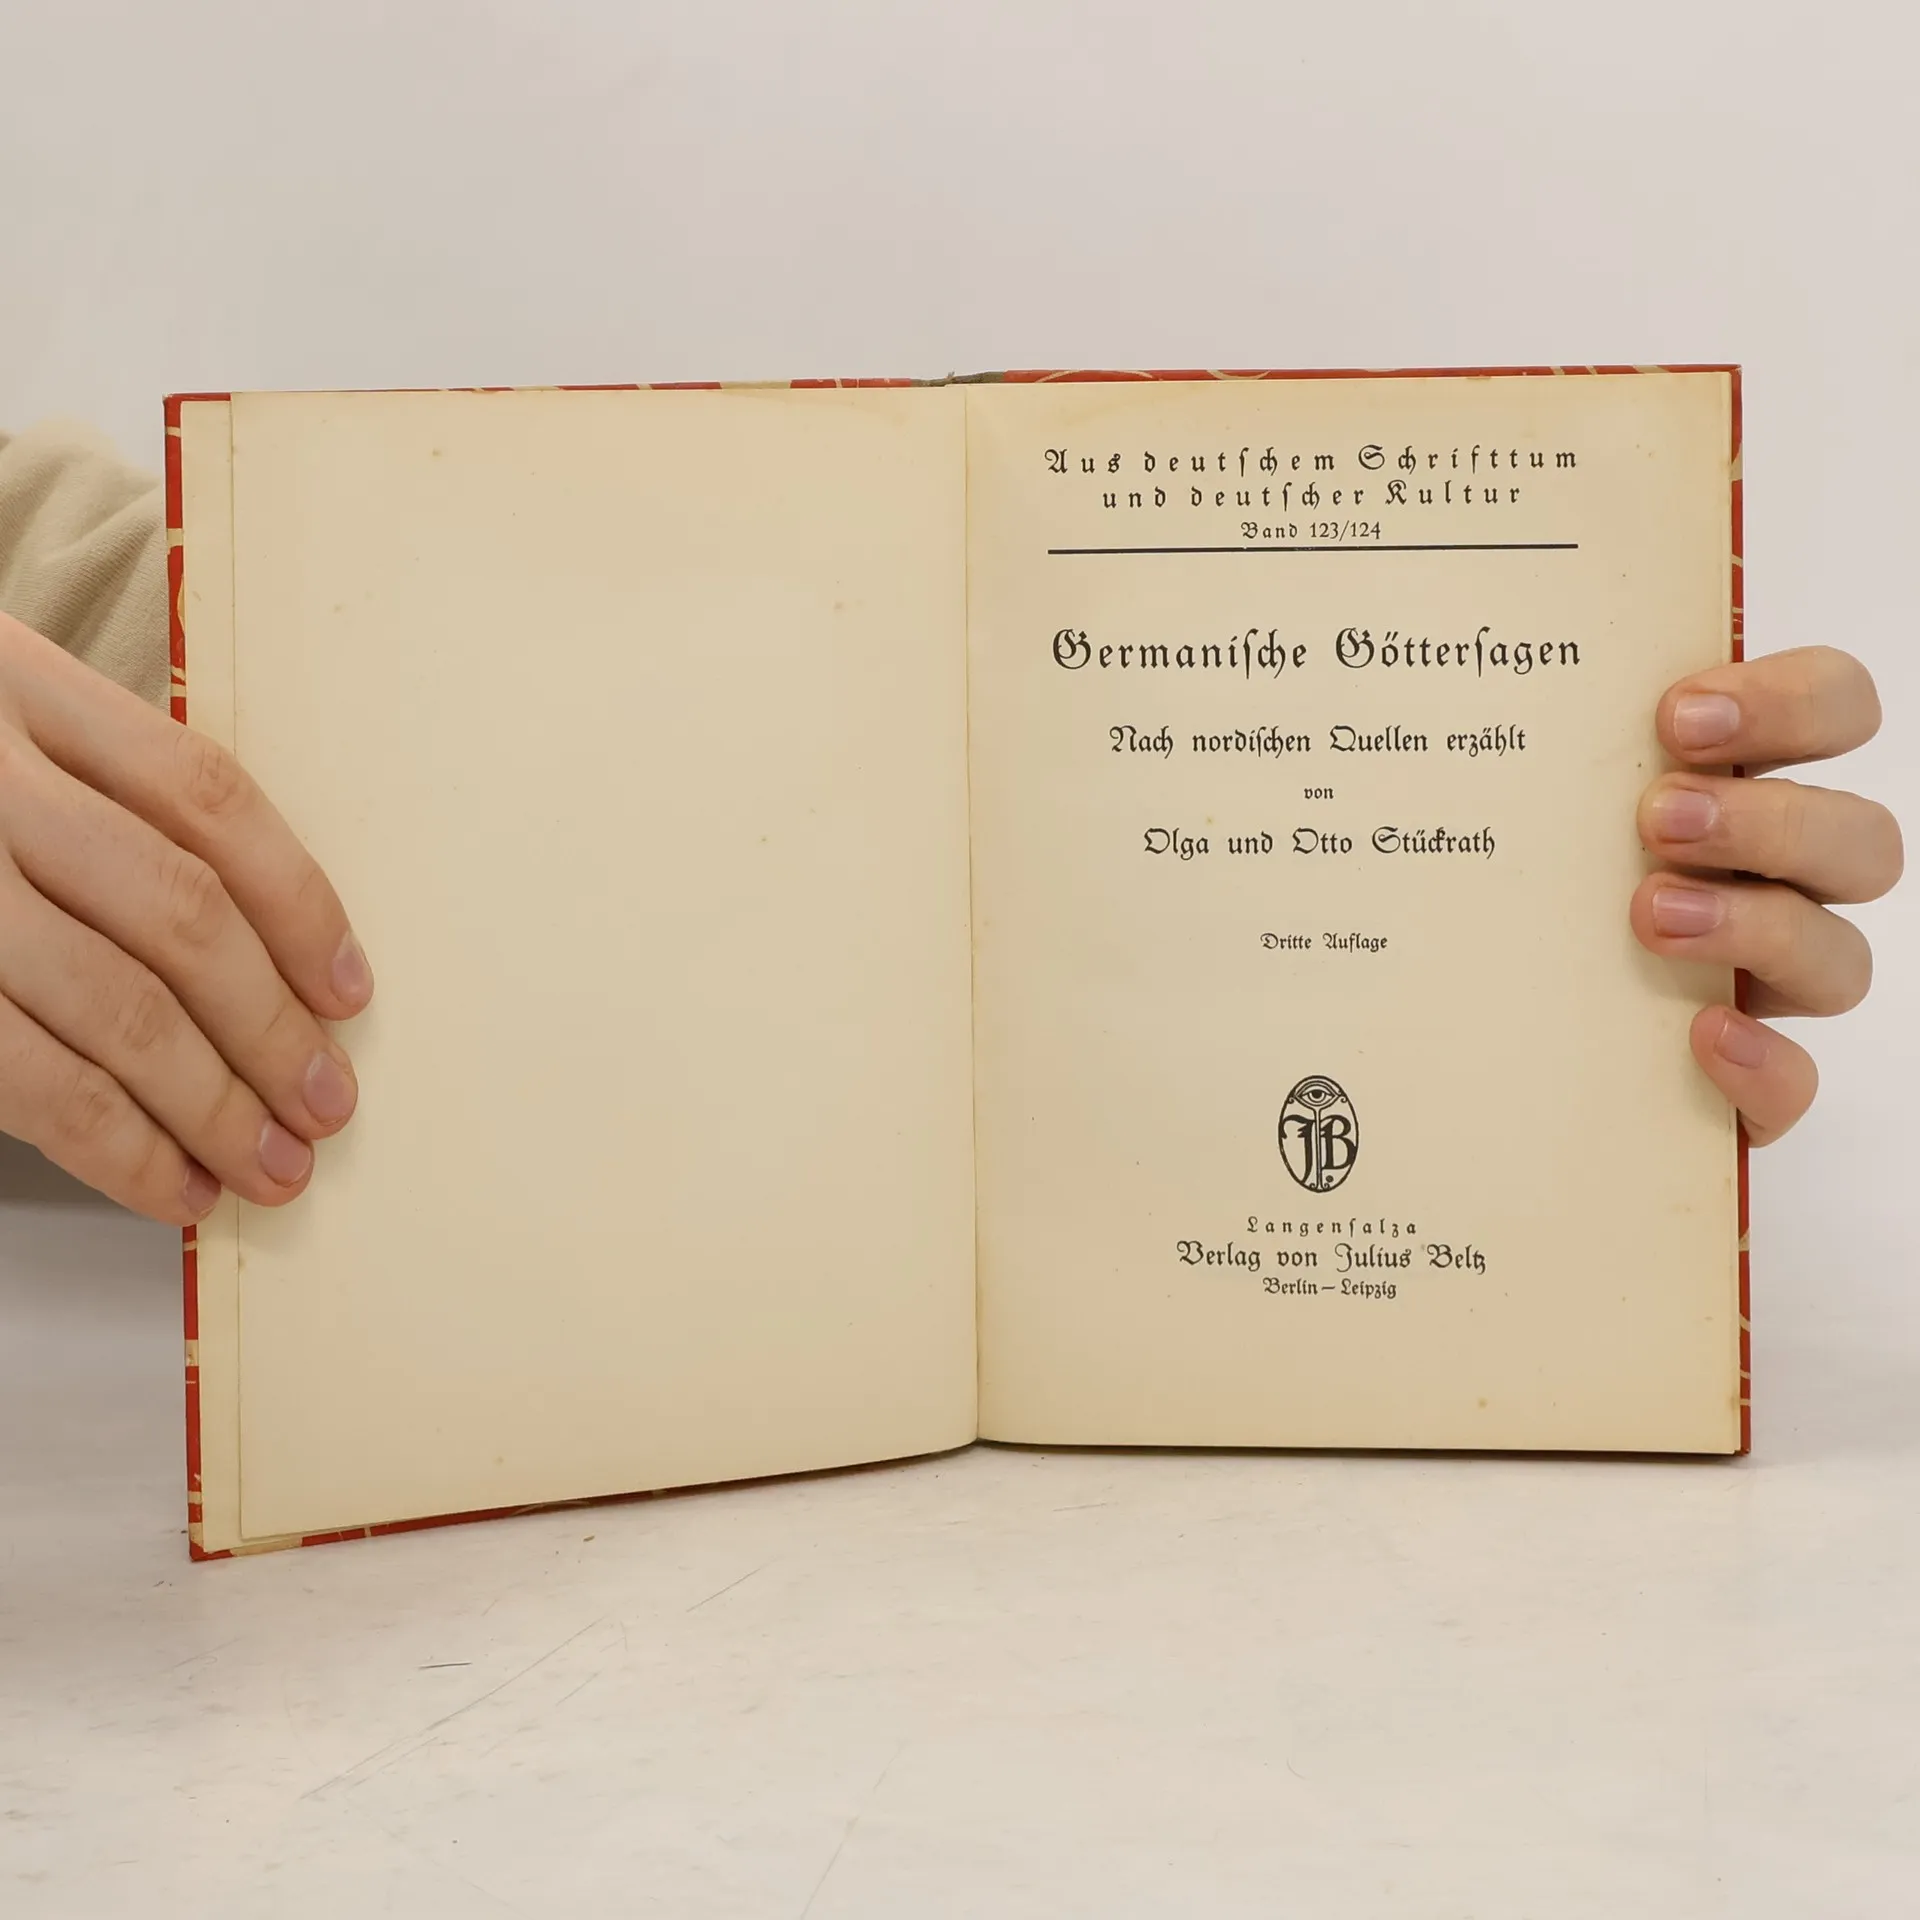 Aus deutſchem Schrifttum
und deutſcher Kultur
Band 123/124
Germaniſche Götterſagen
Nach nordiſchen Quellen erzählt
von
Olga und Otto Stückrath
Dritte Auflage
JB
Langenſalza
Verlag von Julius Beltz
Berlin – Leipzig